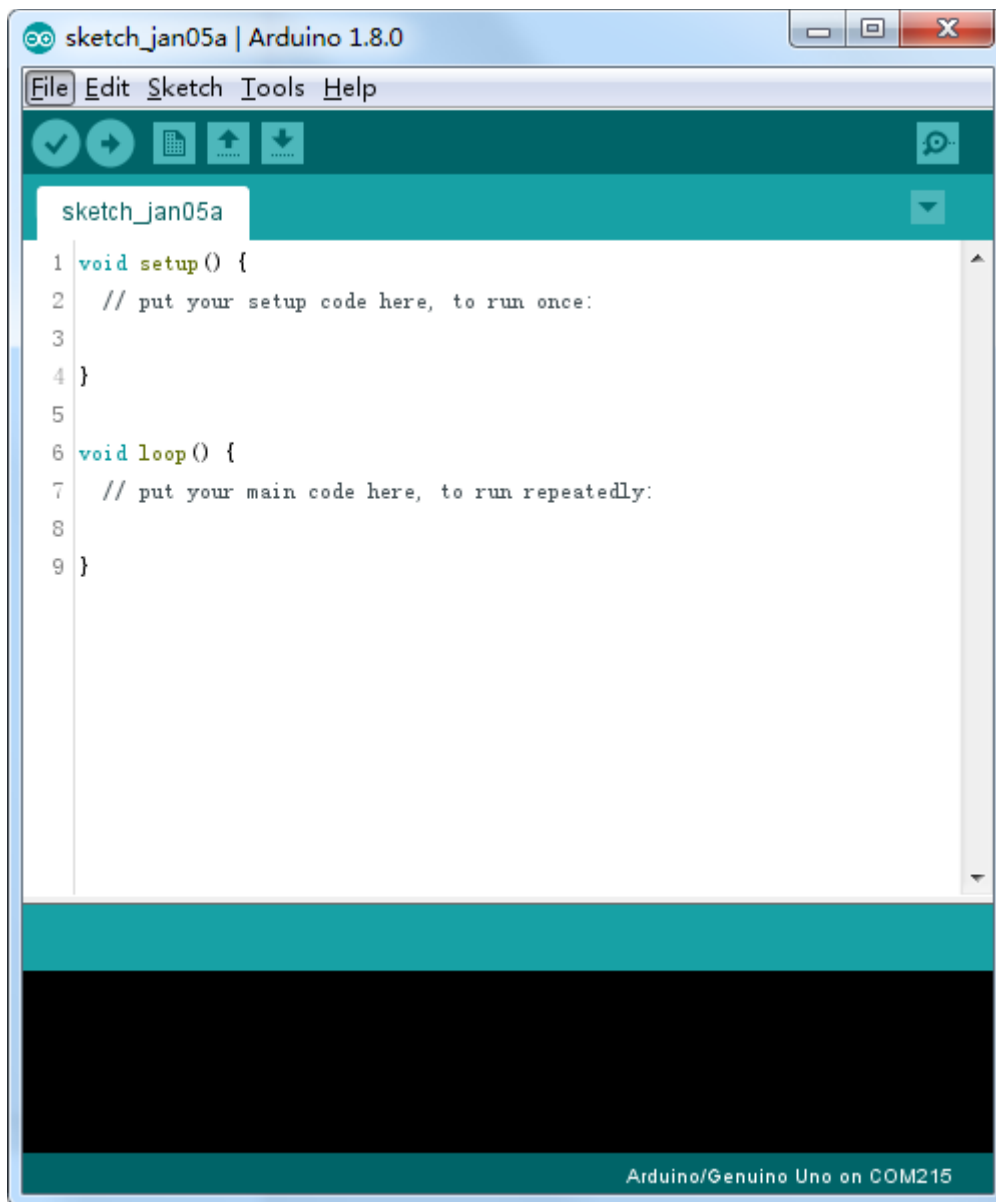 sketch_jan05a | Arduino 1.8.0
File Edit Sketch Tools Help
sketch_jan05a
1 void setup() {
2 // put your setup code here, to run once:
3
4 }
5
6 void loop() {
7 // put your main code here, to run repeatedly:
8
9 }
Arduino/Genuino Uno on COM215